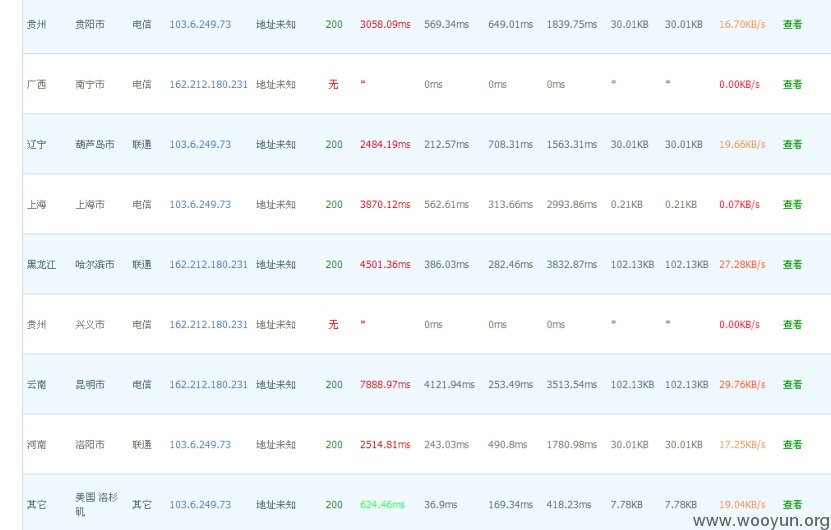 贵州 贵阳市 电信 103.6.249.73 地址未知 200 3058.09ms 569.34ms 649.01ms 1839.75ms 30.01KB 30.01KB 16.70KB/s 查看
广西 南宁市 电信 162.212.180.231 地址未知 无 * 0ms 0ms 0ms * * 0.00KB/s 查看
辽宁 葫芦岛市 联通 103.6.249.73 地址未知 200 2484.19ms 212.57ms 708.31ms 1563.31ms 30.01KB 30.01KB 19.66KB/s 查看
上海 上海市 电信 103.6.249.73 地址未知 200 3870.12ms 562.61ms 313.66ms 2993.86ms 0.21KB 0.21KB 0.07KB/s 查看
黑龙江 哈尔滨市 联通 162.212.180.231 地址未知 200 4501.36ms 386.03ms 282.46ms 3832.87ms 102.13KB 102.13KB 27.28KB/s 查看
贵州 兴义市 电信 162.212.180.231 地址未知 无 * 0ms 0ms 0ms * * 0.00KB/s 查看
云南 昆明市 电信 162.212.180.231 地址未知 200 7888.97ms 4121.94ms 253.49ms 3513.54ms 102.13KB 102.13KB 29.76KB/s 查看
河南 洛阳市 联通 103.6.249.73 地址未知 200 2514.81ms 243.03ms 490.8ms 1780.98ms 30.01KB 30.01KB 17.25KB/s 查看
其它 美国 洛杉矶 其它 103.6.249.73 地址未知 200 624.46ms 36.9ms 169.34ms 418.23ms 7.78KB 7.78KB 19.04KB/s 查看
www.wooyun.org